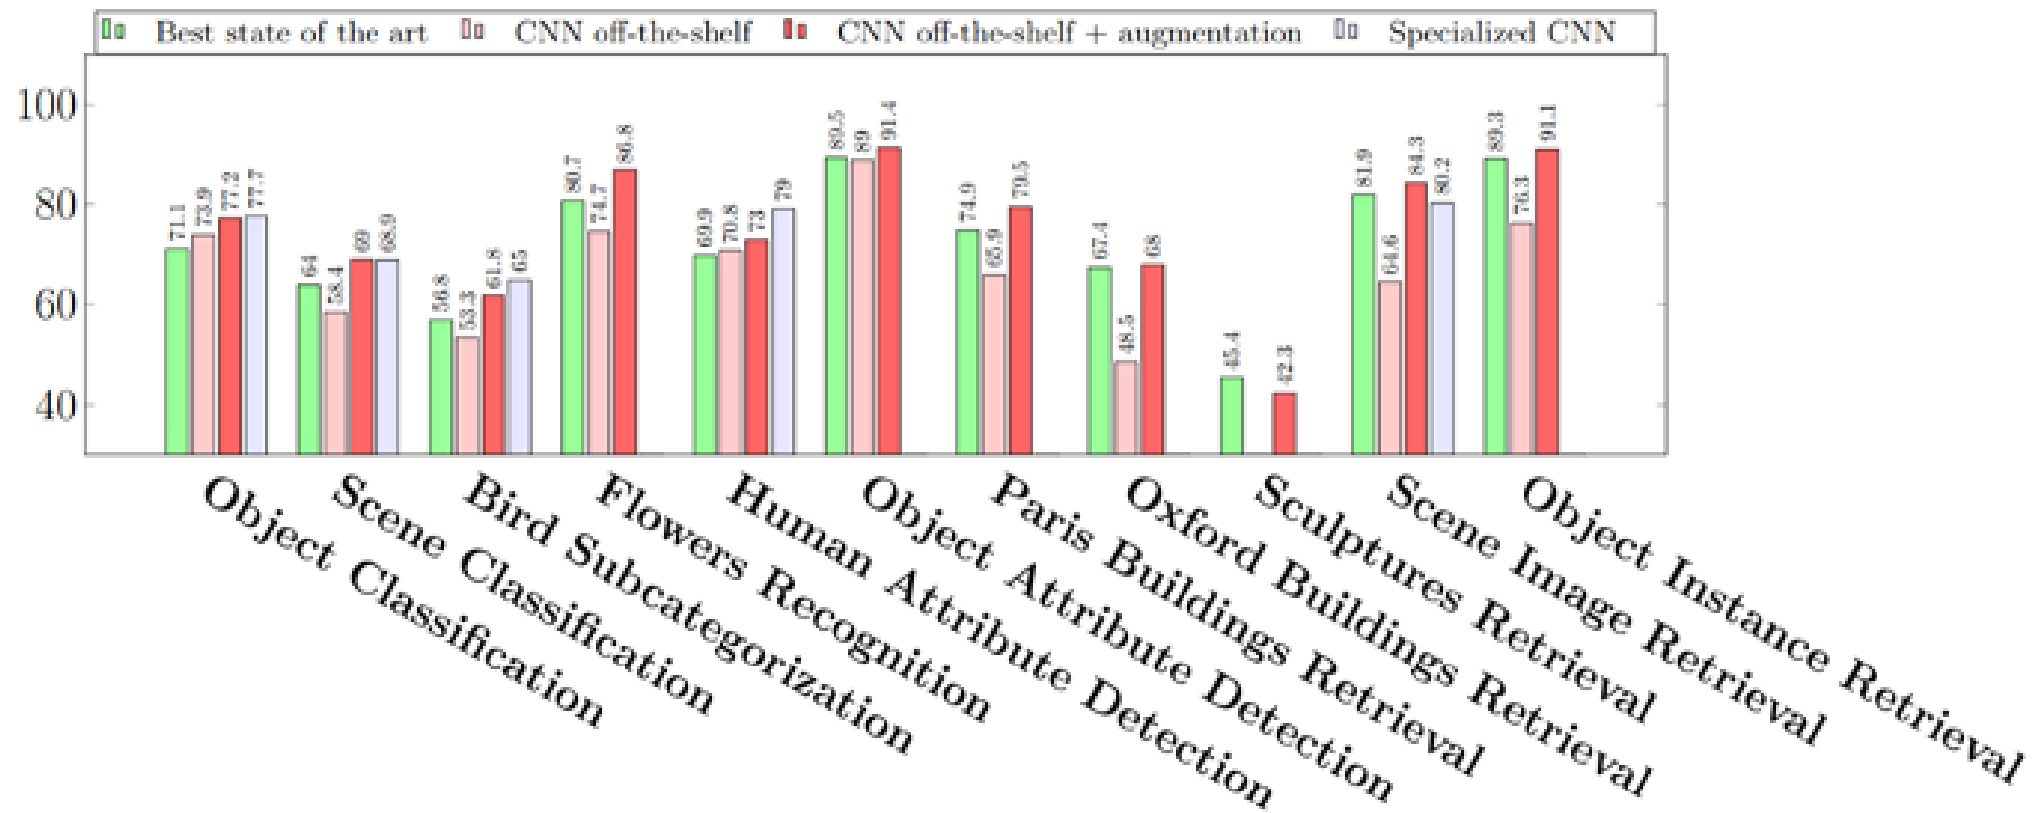 Best state of the art CNN off-the-shelf CNN off-the-shelf + augmentation Specialized CNN
100
80
60
40
71.1 73.9 77.2 77.7
64 58.4 69 68.9
56.8 53.3 61.8 65
80.7 74.7 86.8
69.9 70.8 73 79
89.5 89 91.4
74.9 65.9 79.5
67.4 48.5 68
45.4 42.3
81.9 64.6 84.3 80.2
89.3 76.3 91.1
Object Classification
Scene Classification
Bird Subcategorization
Flowers Recognition
Human Attribute Detection
Object Attribute Detection
Paris Buildings Retrieval
Oxford Buildings Retrieval
Sculptures Retrieval
Scene Image Retrieval
Object Instance Retrieval